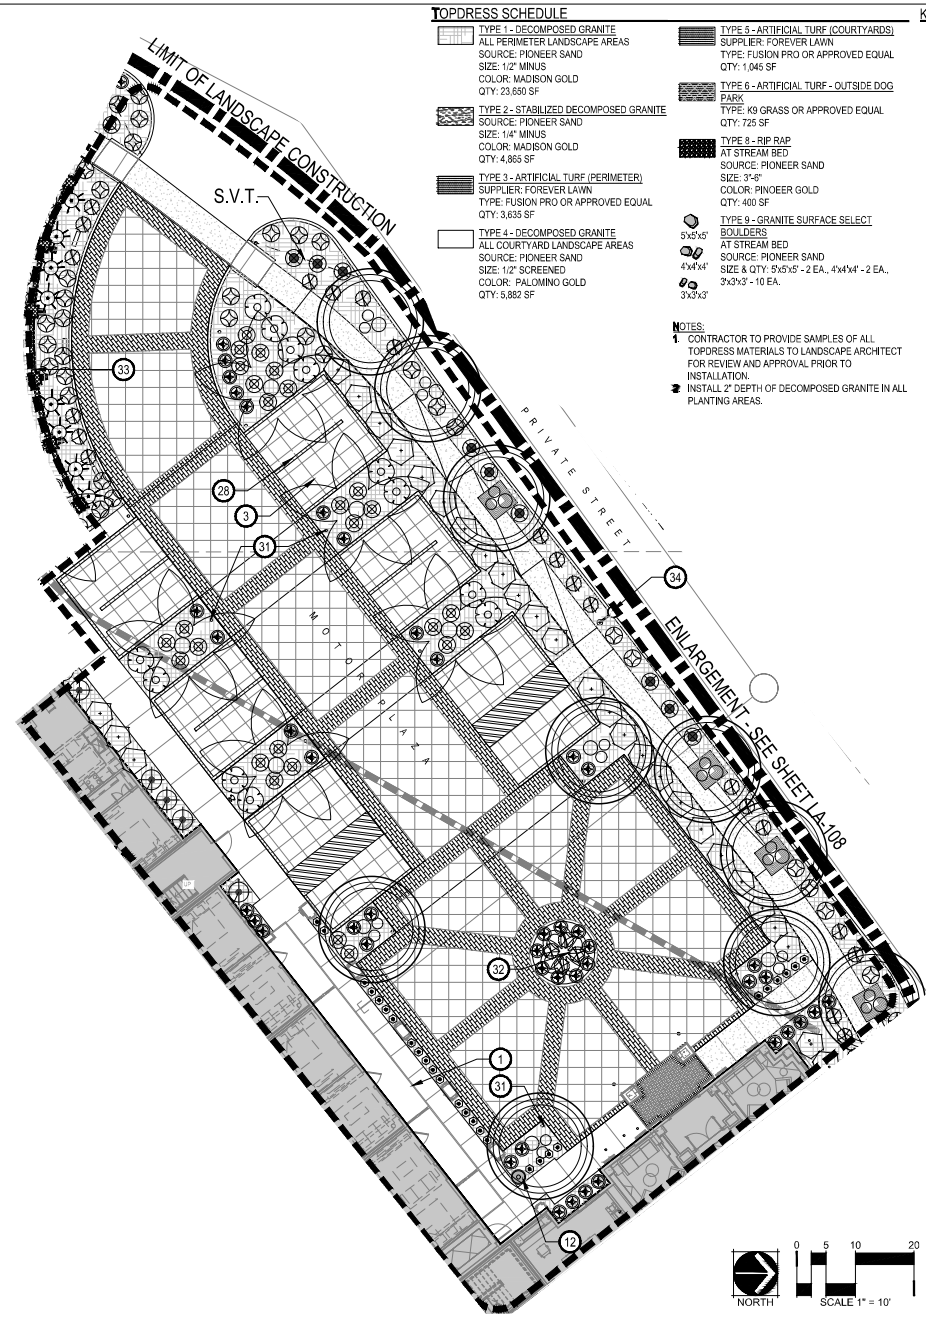 TOPDRESS SCHEDULE
K
TYPE 1 - DECOMPOSED GRANITE
ALL PERIMETER LANDSCAPE AREAS
SOURCE: PIONEER SAND
SIZE: 1/2" MINUS
COLOR: MADISON GOLD
QTY: 23,650 SF
TYPE 2 - STABILIZED DECOMPOSED GRANITE
SOURCE: PIONEER SAND
SIZE: 1/4" MINUS
COLOR: MADISON GOLD
QTY: 4,865 SF
TYPE 3 - ARTIFICIAL TURF (PERIMETER)
SUPPLIER: FOREVER LAWN
TYPE: FUSION PRO OR APPROVED EQUAL
QTY: 3,635 SF
TYPE 4 - DECOMPOSED GRANITE
ALL COURTYARD LANDSCAPE AREAS
SOURCE: PIONEER SAND
SIZE: 1/2" SCREENED
COLOR: PALOMINO GOLD
QTY: 5,882 SF
TYPE 5 - ARTIFICIAL TURF (COURTYARDS)
SUPPLIER: FOREVER LAWN
TYPE: FUSION PRO OR APPROVED EQUAL
QTY: 1,045 SF
TYPE 6 - ARTIFICIAL TURF - OUTSIDE DOG
PARK
TYPE: K9 GRASS OR APPROVED EQUAL
QTY: 725 SF
TYPE 8 - RIP RAP
AT STREAM BED
SOURCE: PIONEER SAND
SIZE: 3"-6"
COLOR: PINOEER GOLD
QTY: 400 SF
TYPE 9 - GRANITE SURFACE SELECT
BOULDERS
AT STREAM BED
SOURCE: PIONEER SAND
SIZE & QTY: 5'x5'x5' - 2 EA., 4'x4'x4' - 2 EA.,
3'x3'x3' - 10 EA.
5'x5'x5'
4'x4'x4'
3'x3'x3'
NOTES:
1. CONTRACTOR TO PROVIDE SAMPLES OF ALL
TOPDRESS MATERIALS TO LANDSCAPE ARCHITECT
FOR REVIEW AND APPROVAL PRIOR TO
INSTALLATION.
INSTALL 2" DEPTH OF DECOMPOSED GRANITE IN ALL
PLANTING AREAS.
LIMIT OF LANDSCAPE CONSTRUCTION
S.V.T.
33
PRIVATE STREET
28
3
31
34
MOTOR PLAZA
ENLARGEMENT - SEE SHEET LA-108
UP
32
1
31
12
NORTH
0 5 10 20
SCALE 1" = 10'